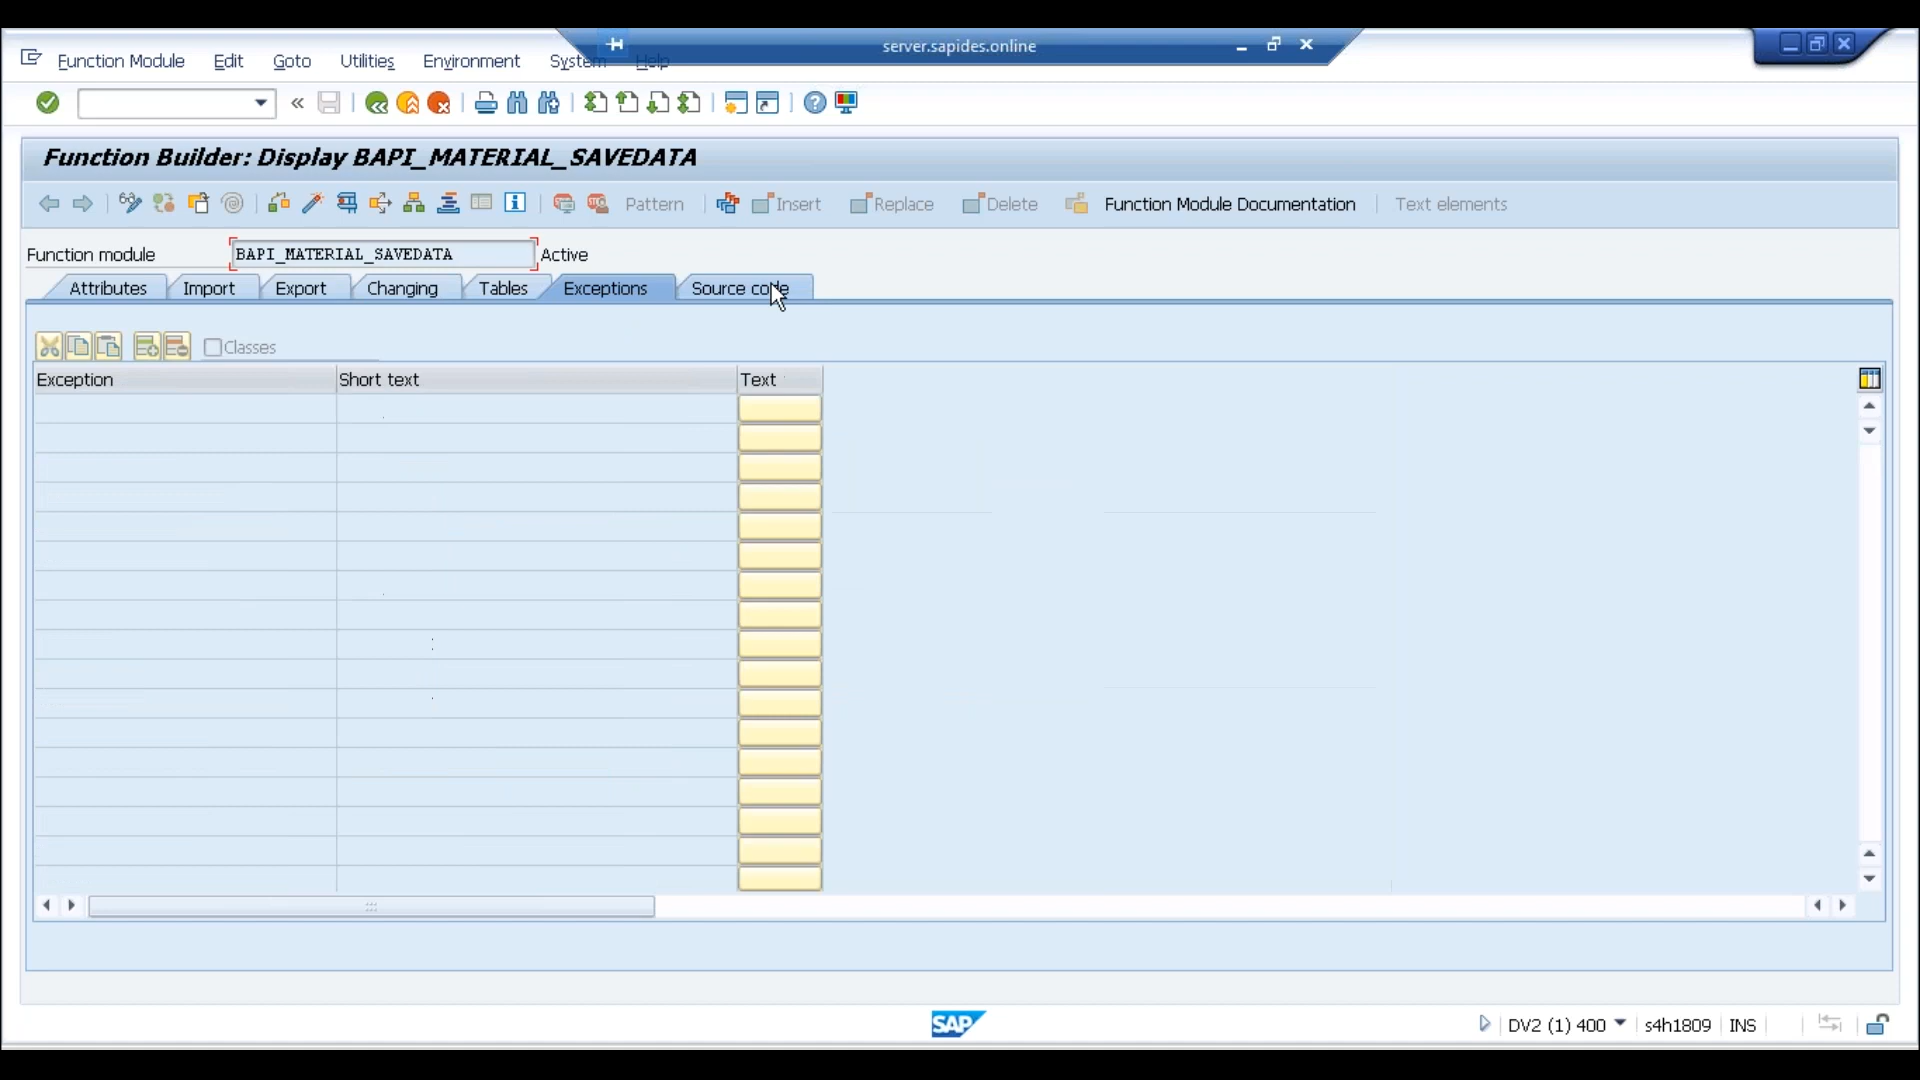 server.sapides.online
Function Module Edit Goto Utilities Environment System Help
Function Builder: Display BAPI_MATERIAL_SAVEDATA
Pattern Insert Replace Delete Function Module Documentation Text elements
Function module BAPI_MATERIAL_SAVEDATA Active
Attributes Import Export Changing Tables Exceptions Source code
Classes
Exception Short text Text
SAP DV2 (1) 400 s4h1809 INS